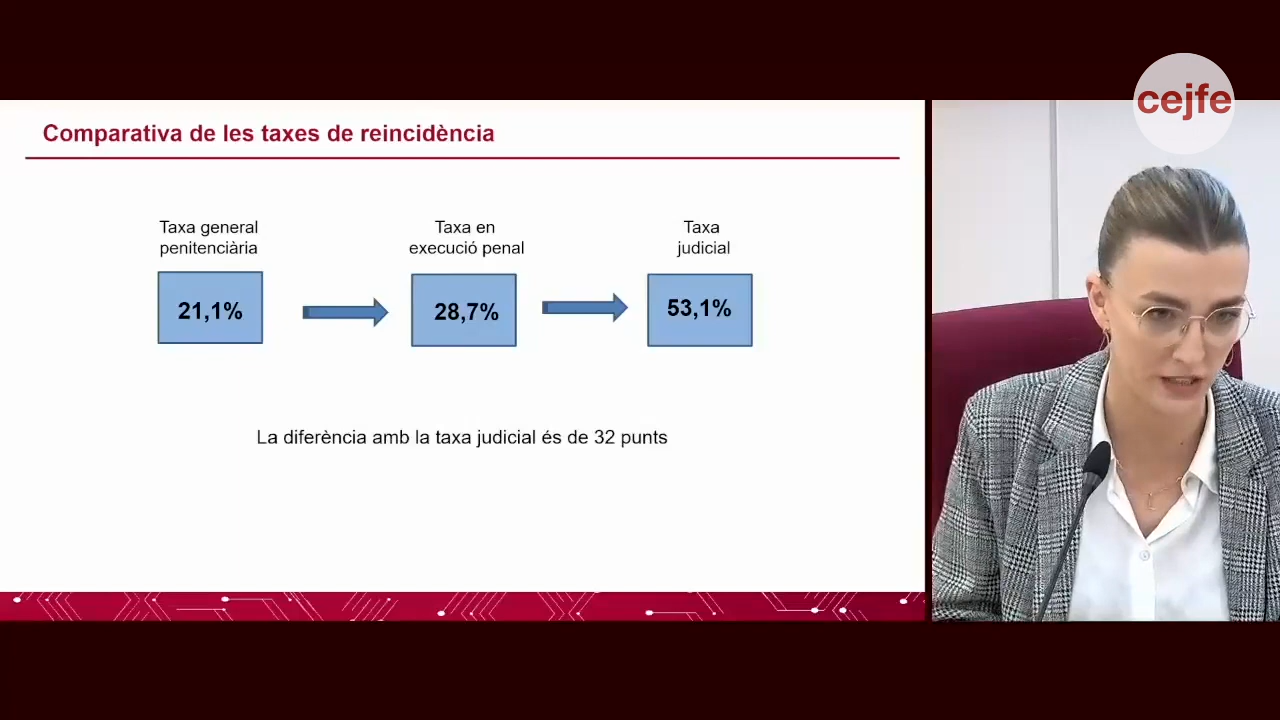 cejfe
Comparativa de les taxes de reincidència
Taxa general
penitenciària
21,1%
Taxa en
execució penal
28,7%
Taxa
judicial
53,1%
La diferència amb la taxa judicial és de 32 punts